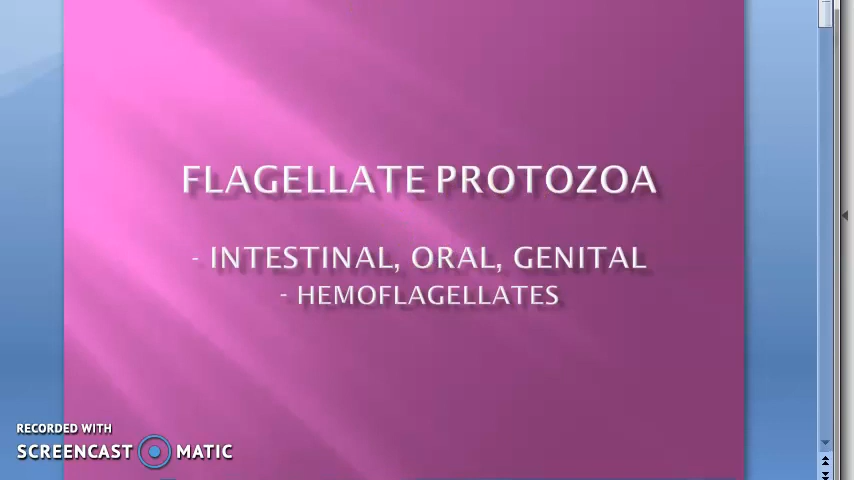 FLAGELLATE PROTOZOA
- INTESTINAL, ORAL, GENITAL
- HEMOFLAGELLATES
RECORDED WITH
SCREENCAST MATIC